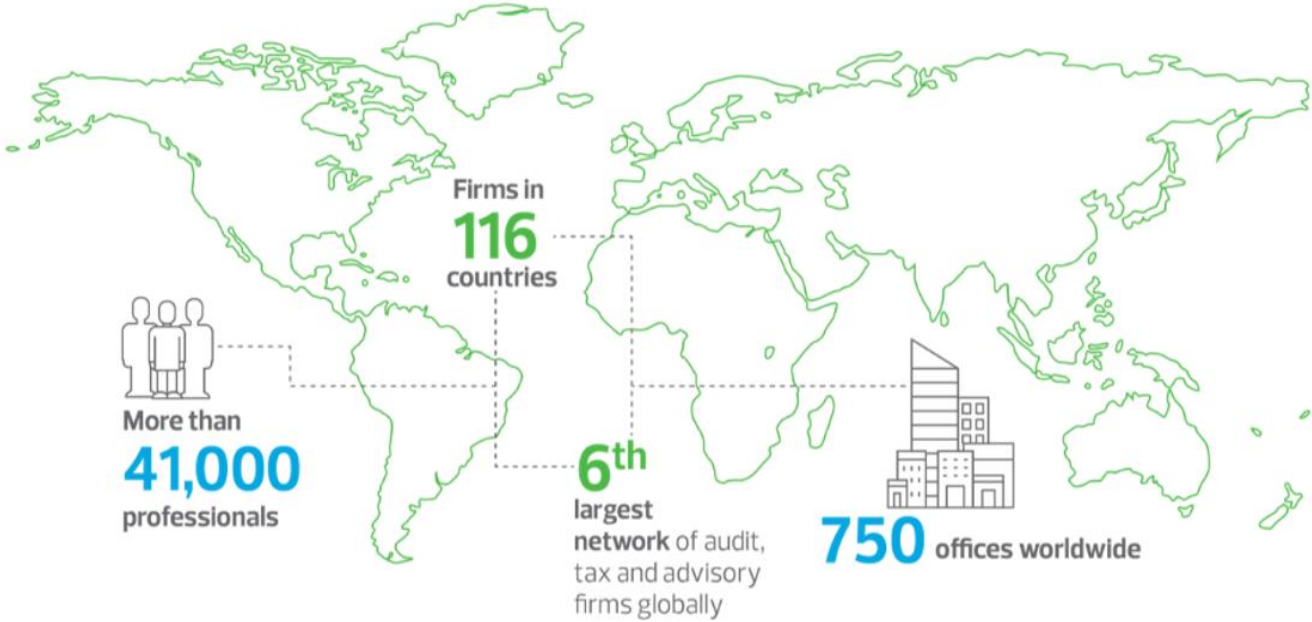 Firms in
116
countries
More than
41,000
professionals
6th
largest
network of audit,
tax and advisory
firms globally
750 offices worldwide